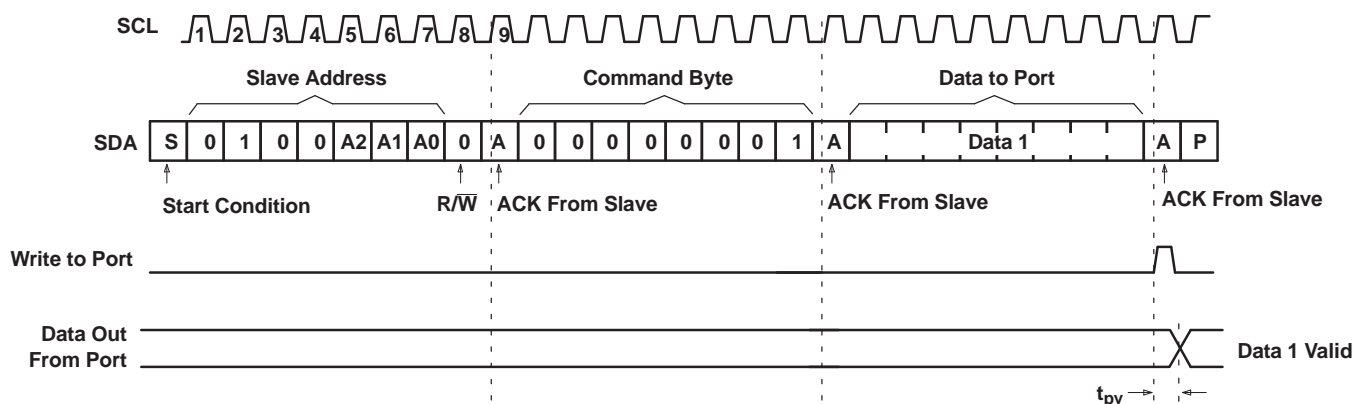 SCL 1 2 3 4 5 6 7 8 9
Slave Address Command Byte Data to Port
SDA S 0 1 0 0 A2 A1 A0 0 A 0 0 0 0 0 0 0 1 A Data 1 A P
Start Condition R/W̅ ACK From Slave ACK From Slave ACK From Slave
Write to Port
Data Out
From Port
Data 1 Valid
tpv